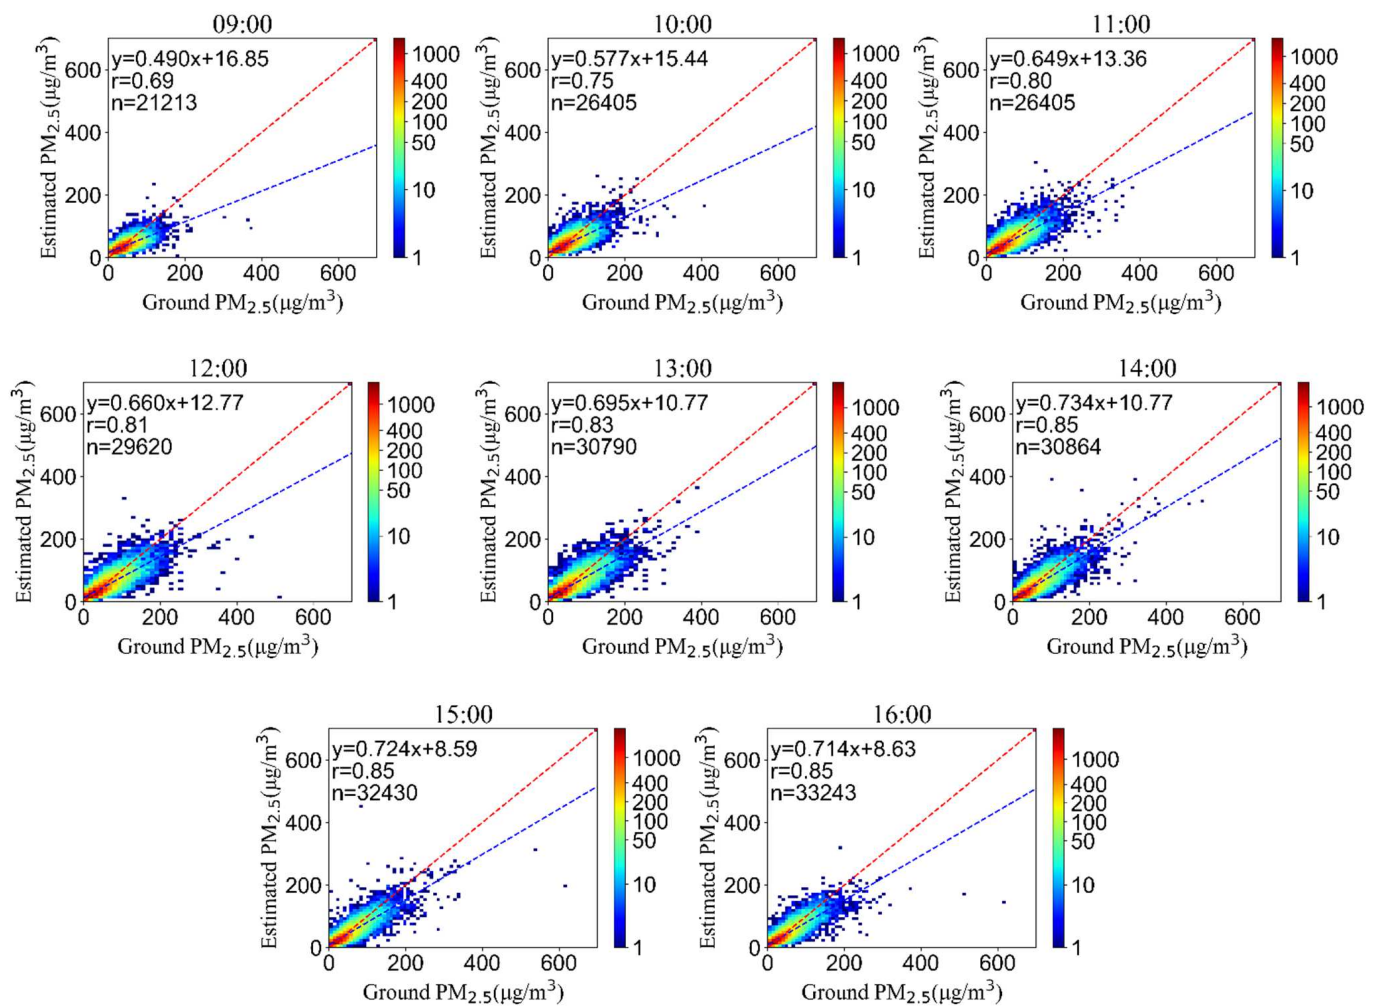 09:00
y=0.490x+16.85
r=0.69
n=21213
Estimated PM2.5(μg/m³)
600
400
200
0
0 200 400 600
Ground PM2.5(μg/m³)
1000
400
200
100
50
10
1
10:00
y=0.577x+15.44
r=0.75
n=26405
Estimated PM2.5(μg/m³)
600
400
200
0
0 200 400 600
Ground PM2.5(μg/m³)
1000
400
200
100
50
10
1
11:00
y=0.649x+13.36
r=0.80
n=26405
Estimated PM2.5(μg/m³)
600
400
200
0
0 200 400 600
Ground PM2.5(μg/m³)
1000
400
200
100
50
10
1
12:00
y=0.660x+12.77
r=0.81
n=29620
Estimated PM2.5(μg/m³)
600
400
200
0
0 200 400 600
Ground PM2.5(μg/m³)
1000
400
200
100
50
10
1
13:00
y=0.695x+10.77
r=0.83
n=30790
Estimated PM2.5(μg/m³)
600
400
200
0
0 200 400 600
Ground PM2.5(μg/m³)
1000
400
200
100
50
10
1
14:00
y=0.734x+10.77
r=0.85
n=30864
Estimated PM2.5(μg/m³)
600
400
200
0
0 200 400 600
Ground PM2.5(μg/m³)
1000
400
200
100
50
10
1
15:00
y=0.724x+8.59
r=0.85
n=32430
Estimated PM2.5(μg/m³)
600
400
200
0
0 200 400 600
Ground PM2.5(μg/m³)
1000
400
200
100
50
10
1
16:00
y=0.714x+8.63
r=0.85
n=33243
Estimated PM2.5(μg/m³)
600
400
200
0
0 200 400 600
Ground PM2.5(μg/m³)
1000
400
200
100
50
10
1